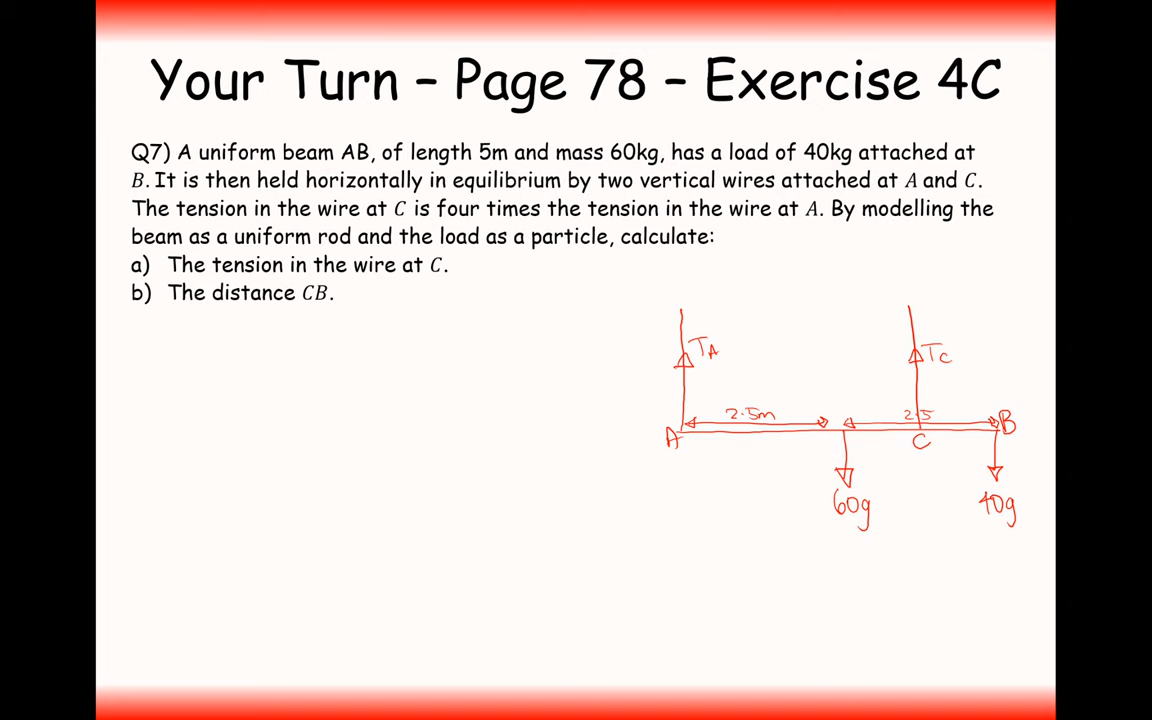 Your Turn – Page 78 – Exercise 4C
Q7) A uniform beam AB, of length 5m and mass 60kg, has a load of 40kg attached at
B. It is then held horizontally in equilibrium by two vertical wires attached at A and C.
The tension in the wire at C is four times the tension in the wire at A. By modelling the
beam as a uniform rod and the load as a particle, calculate:
a) The tension in the wire at C.
b) The distance CB.
TA
TC
2.5m
2.5
A
C
B
60g
40g